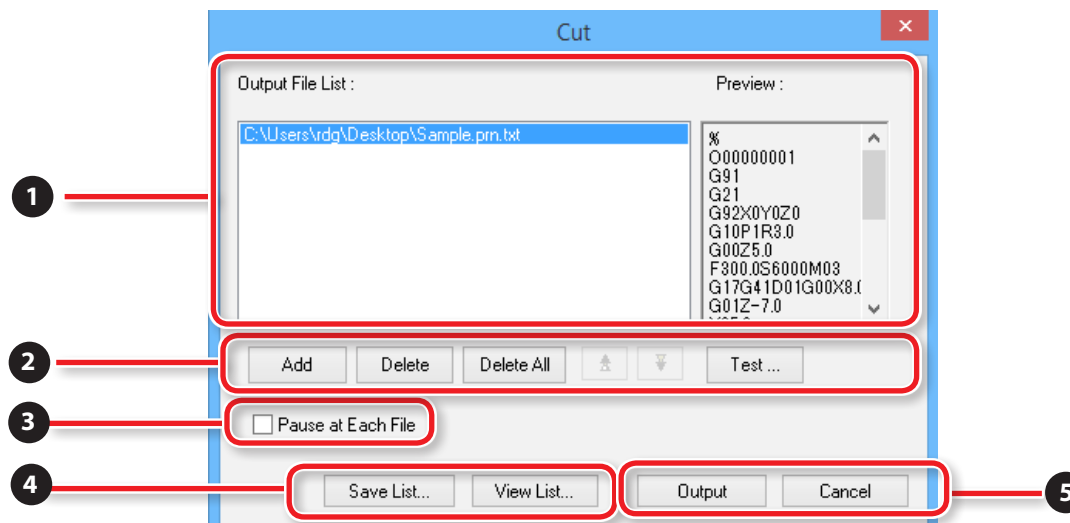 Cut
Output File List :
Preview :
C:\Users\rdg\Desktop\Sample.prn.txt
%
O00000001
G91
G21
G92X0Y0Z0
G10P1R3.0
G00Z5.0
F300.0S6000M03
G17G41D01G00X8.0
G01Z-7.0
1
2
Add
Delete
Delete All
Test ...
3
Pause at Each File
4
Save List...
View List...
Output
Cancel
5